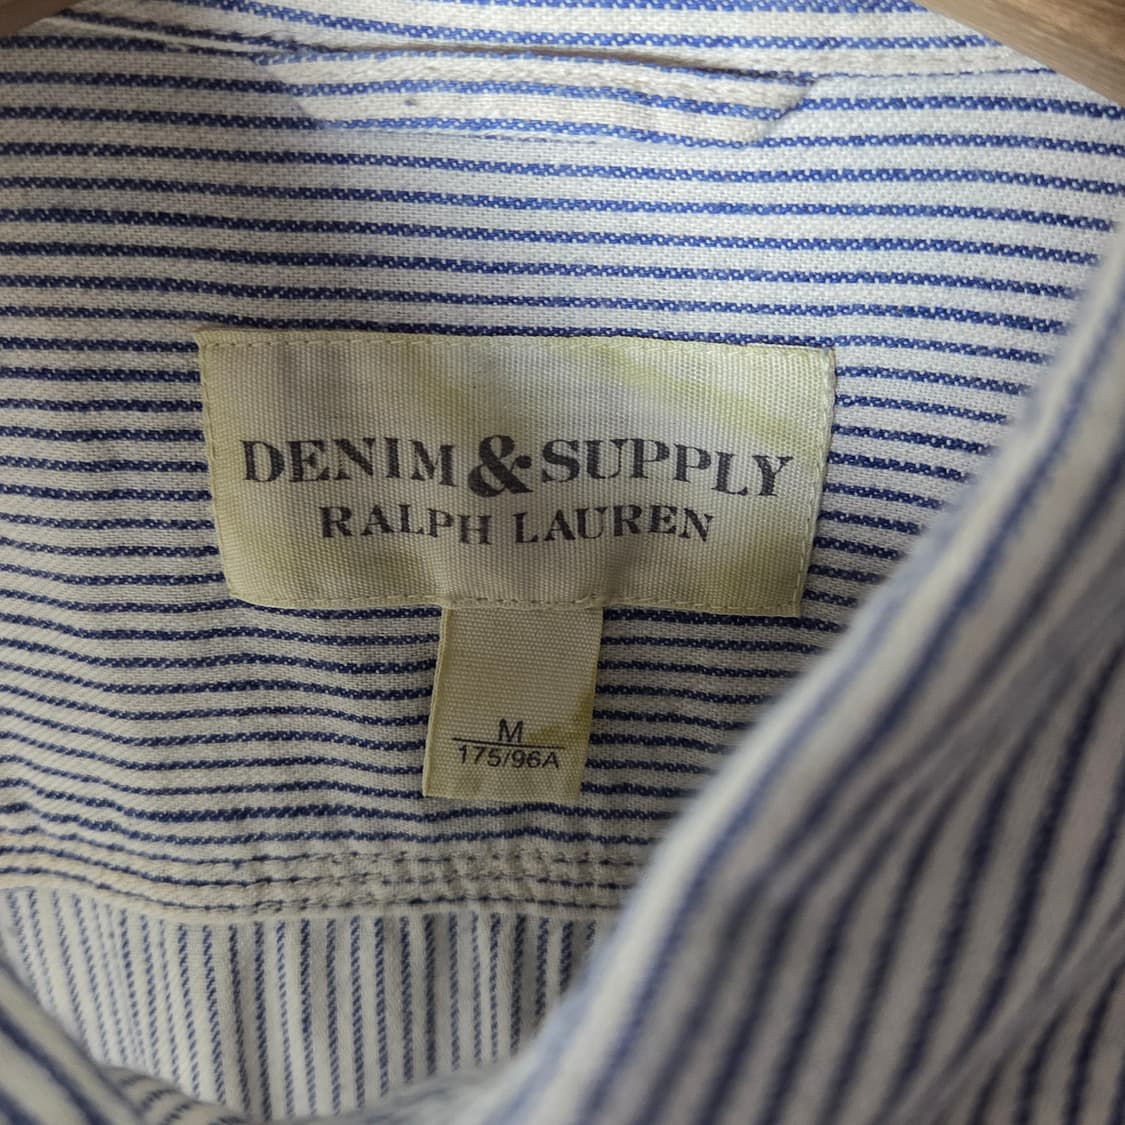 DENIM & SUPPLY
RALPH LAUREN
M
175/96A